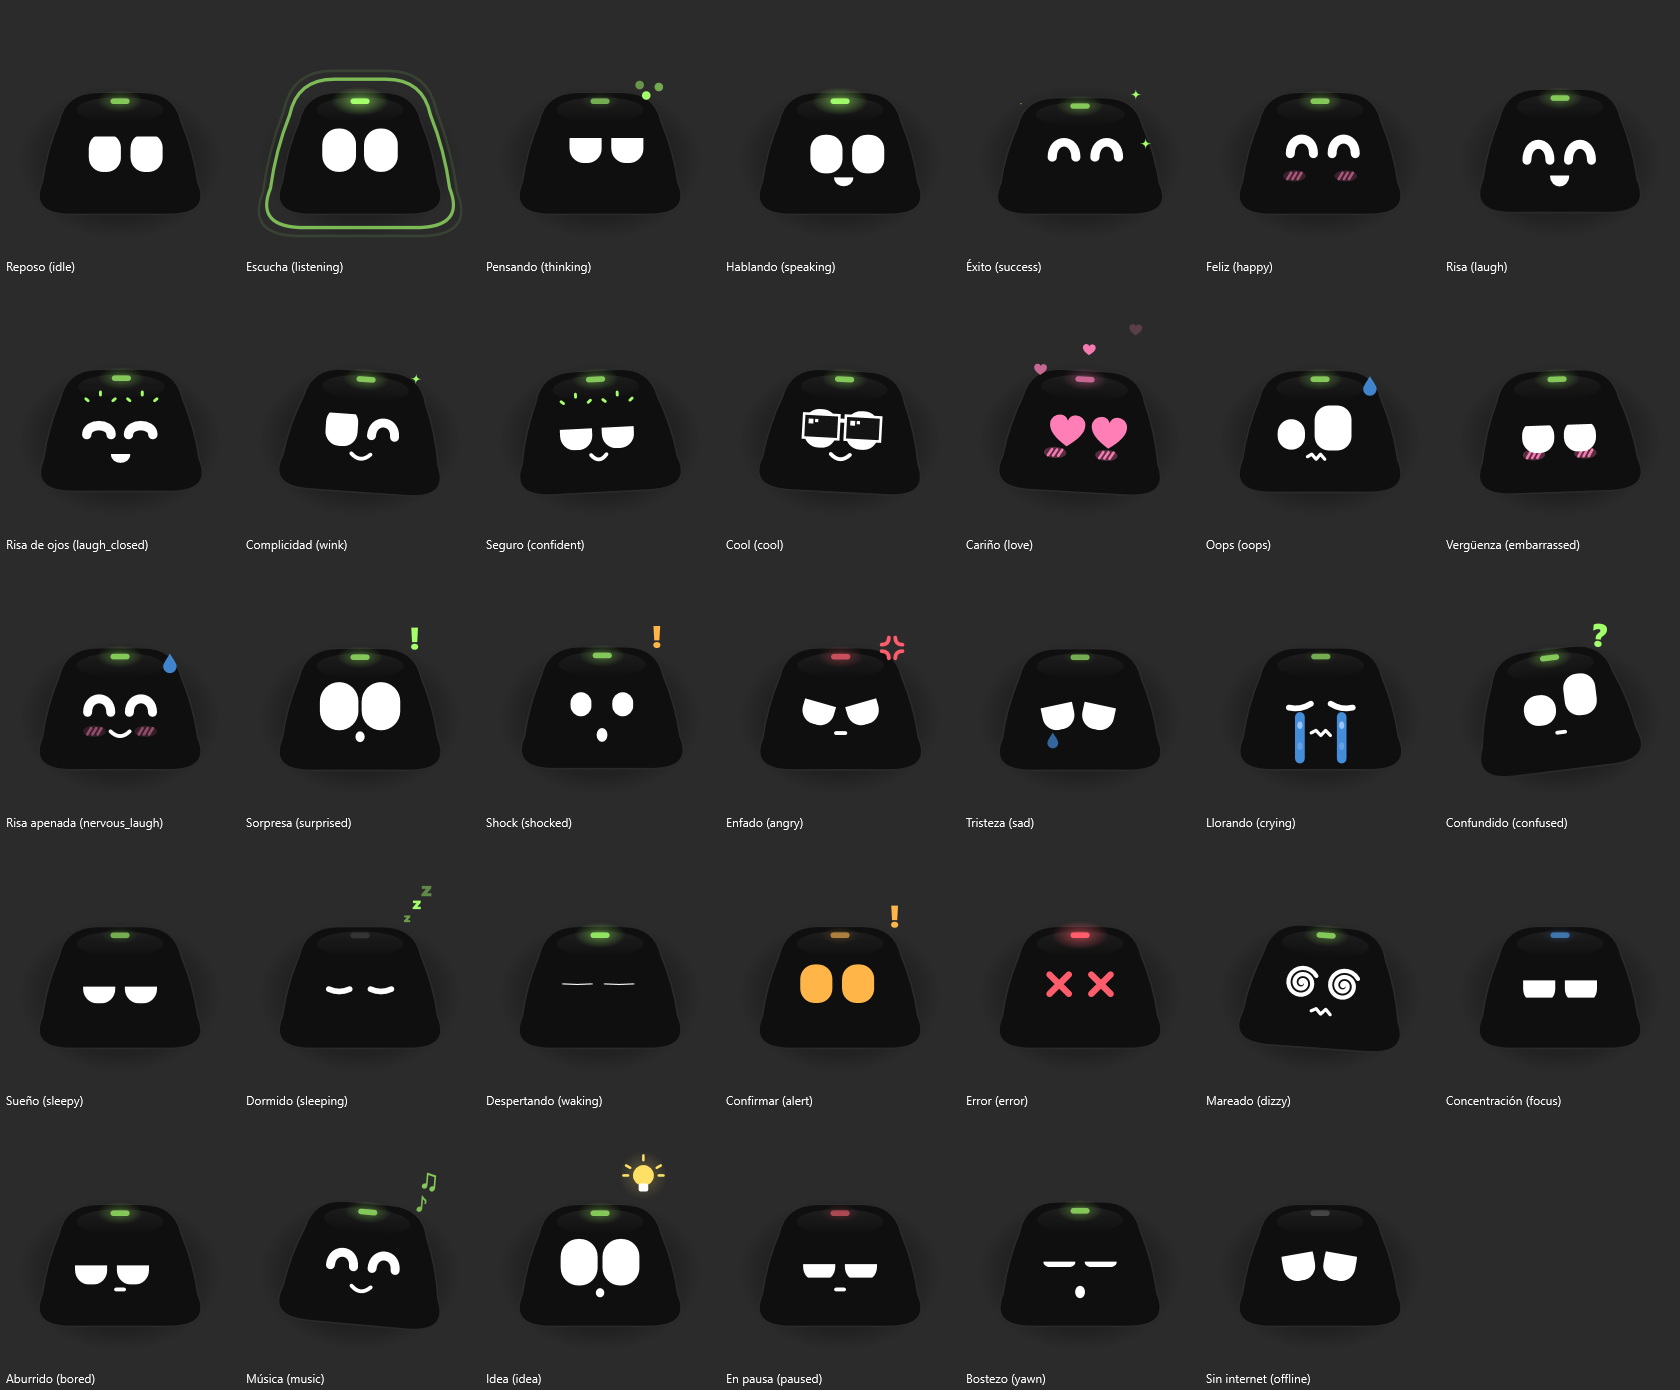 Reposo (idle)
Escucha (listening)
Pensando (thinking)
Hablando (speaking)
Éxito (success)
Feliz (happy)
Risa (laugh)
Risa de ojos (laugh_closed)
Complicidad (wink)
Seguro (confident)
Cool (cool)
Cariño (love)
Oops (oops)
Vergüenza (embarrassed)
!
!
?
Risa apenada (nervous_laugh)
Sorpresa (surprised)
Shock (shocked)
Enfado (angry)
Tristeza (sad)
Llorando (crying)
Confundido (confused)
z
z
z
!
Sueño (sleepy)
Dormido (sleeping)
Despertando (waking)
Confirmar (alert)
Error (error)
Mareado (dizzy)
Concentración (focus)
Aburrido (bored)
Música (music)
Idea (idea)
En pausa (paused)
Bostezo (yawn)
Sin internet (offline)